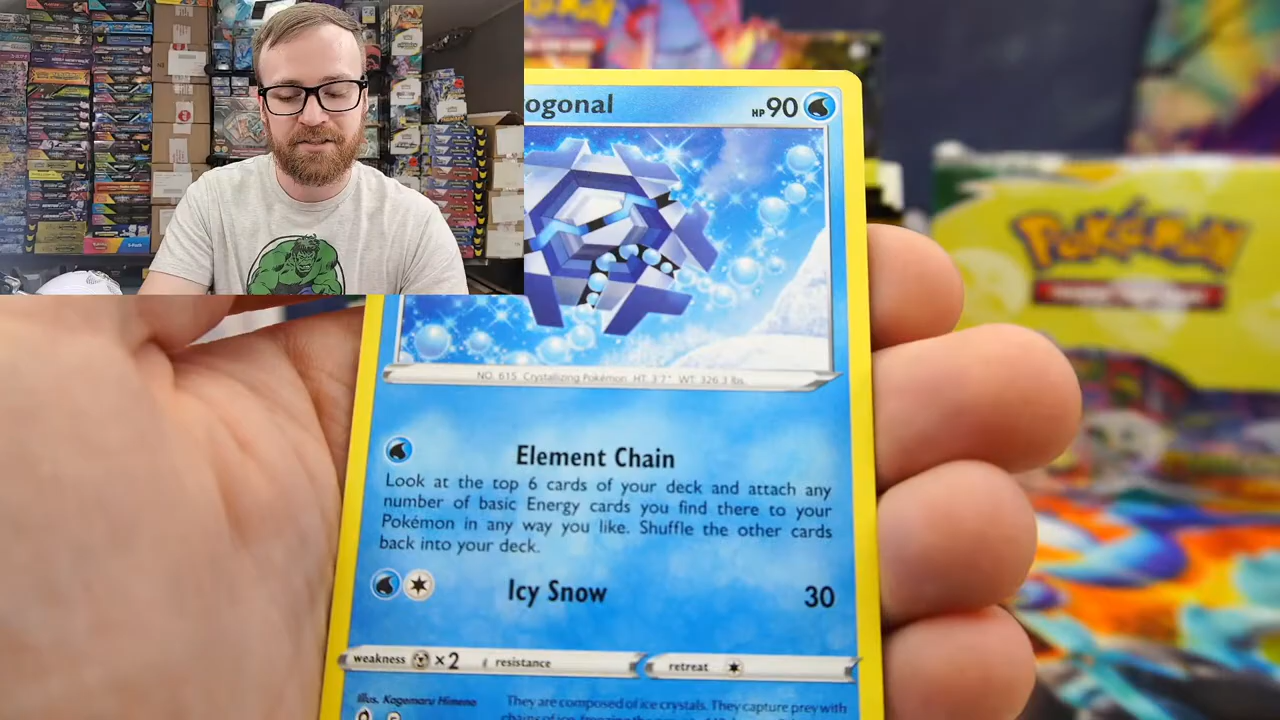 ogonal
HP 90
NO. 615 Crystallizing Pokémon HT: 3'7" WT: 326.3 lbs.
Element Chain
Look at the top 6 cards of your deck and attach any
number of basic Energy cards you find there to your
Pokémon in any way you like. Shuffle the other cards
back into your deck.
Icy Snow 30
weakness ×2 resistance retreat
Illus. Kagemaru Himeno
They are composed of ice crystals. They capture prey with
Pokémon